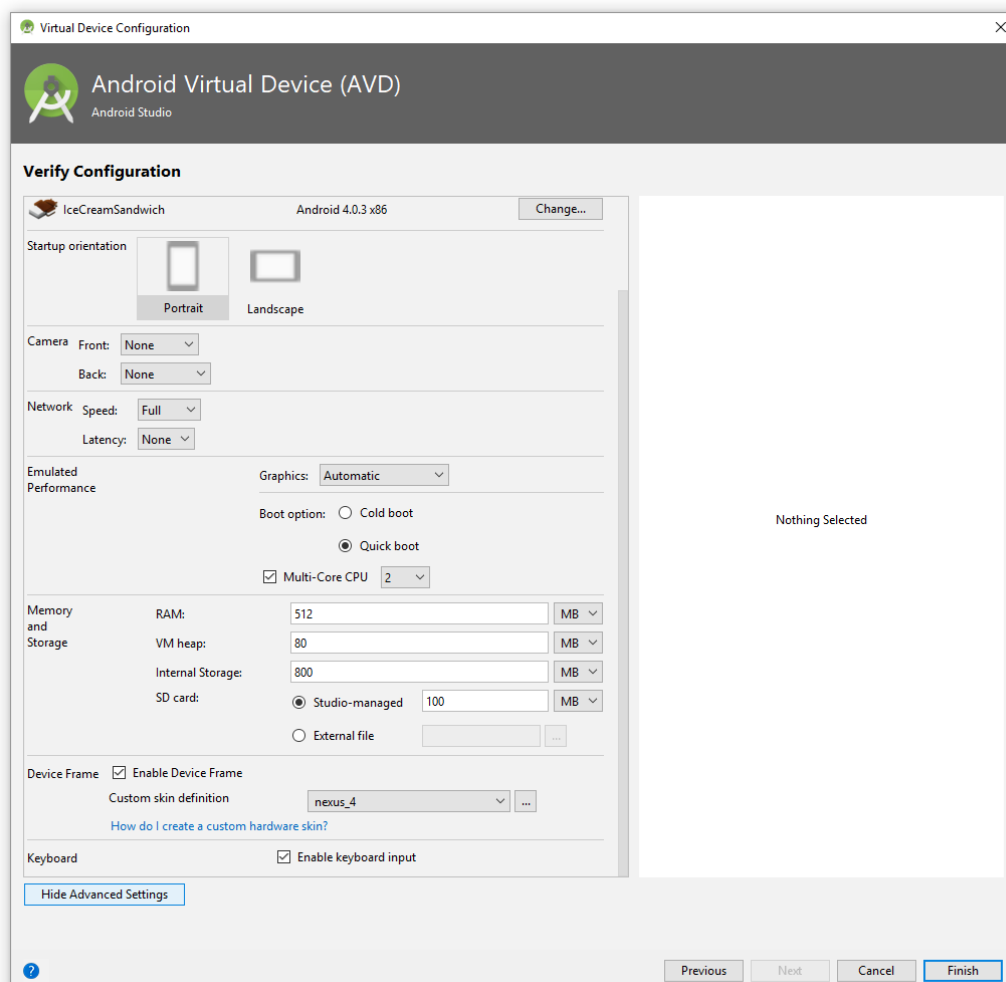 Virtual Device Configuration
Android Virtual Device (AVD)
Android Studio
Verify Configuration
IceCreamSandwich Android 4.0.3 x86 Change...
Startup orientation
Portrait Landscape
Camera Front: None
Back: None
Network Speed: Full
Latency: None
Emulated
Performance
Graphics: Automatic
Boot option: Cold boot
Quick boot
Multi-Core CPU 2
Memory
and
Storage
RAM: 512 MB
VM heap: 80 MB
Internal Storage: 800 MB
SD card: Studio-managed 100 MB
External file ...
Device Frame Enable Device Frame
Custom skin definition nexus_4 ...
How do I create a custom hardware skin?
Keyboard Enable keyboard input
Hide Advanced Settings
Nothing Selected
? Previous Next Cancel Finish